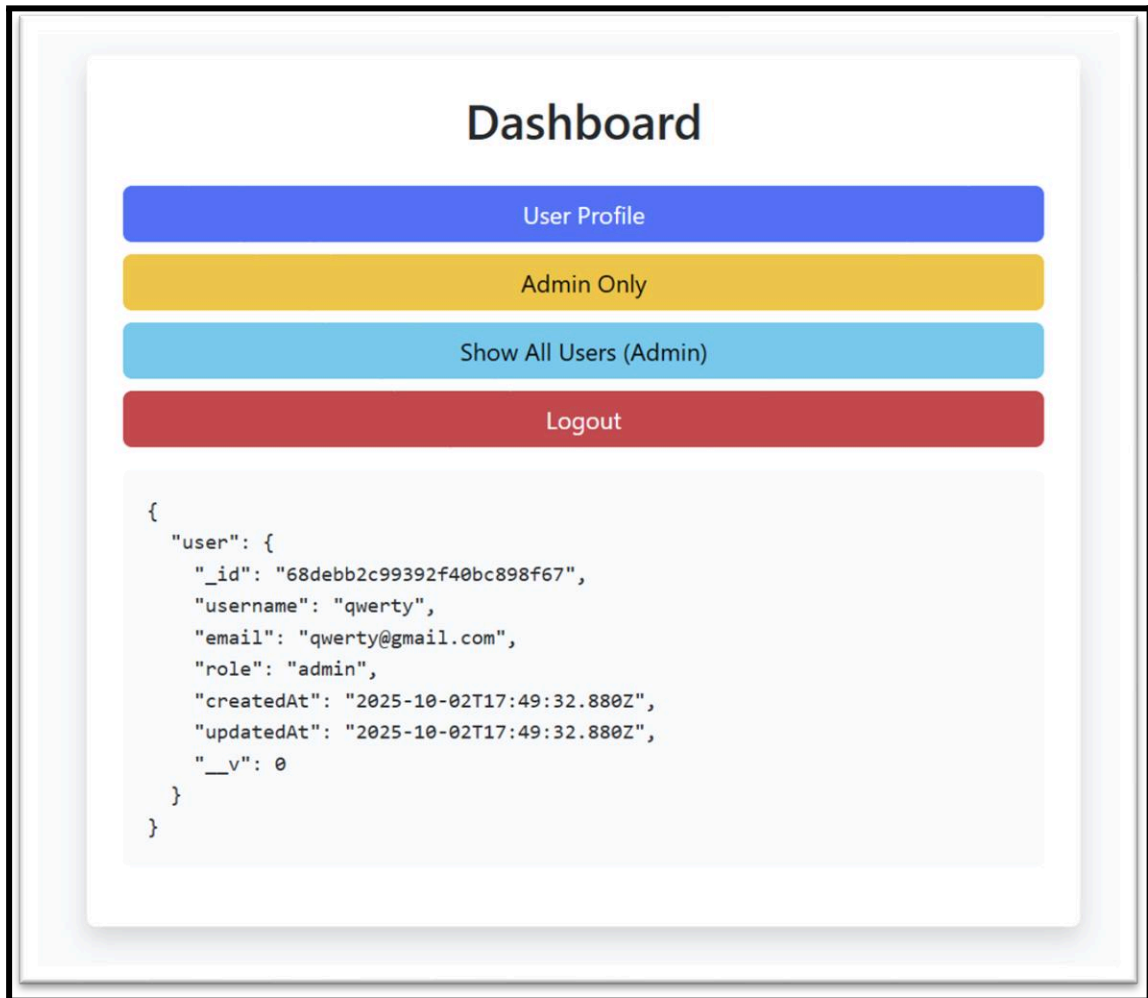 Dashboard
User Profile
Admin Only
Show All Users (Admin)
Logout
{
  "user": {
    "_id": "68debb2c99392f40bc898f67",
    "username": "qwerty",
    "email": "qwerty@gmail.com",
    "role": "admin",
    "createdAt": "2025-10-02T17:49:32.880Z",
    "updatedAt": "2025-10-02T17:49:32.880Z",
    "__v": 0
  }
}